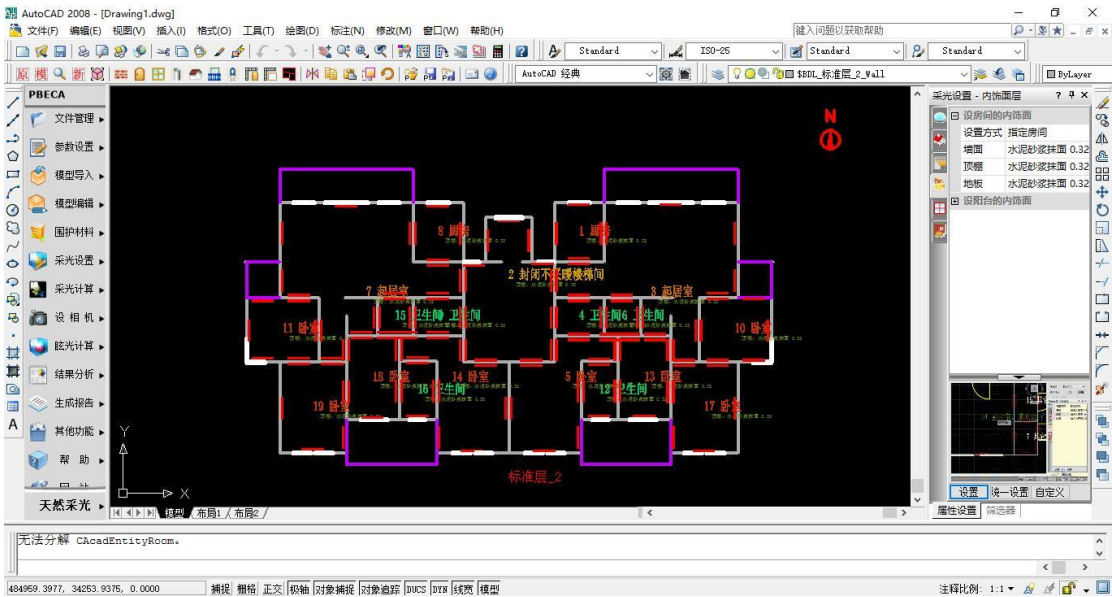 AutoCAD 2008 - [Drawing1.dwg]
文件(F) 编辑(E) 视图(V) 插入(I) 格式(O) 工具(T) 绘图(D) 标注(N) 修改(M) 窗口(W) 帮助(H) 键入问题以获取帮助
Standard ISO-25 Standard Standard
原 模 新 AutoCAD 经典 $BDL_标准层_2_Wall ByLayer
PBECA
文件管理
参数设置
模型导入
模型编辑
围护材料
采光设置
采光计算
设 相 机
眩光计算
结果分析
生成报告
其他功能
帮 助
天然采光
N
8 厨房
1 厨房
2 封闭不采暖楼梯间
7 起居室
3 起居室
15 卫生间 卫生间
4 卫生间6 卫生间
11 卧室
10 卧室
18 卧室
14 卧室
5 卧室
13 卧室
16 卫生间
12 卫生间
19 卧室
17 卧室
标准层_2
Y
X
模型 布局1 布局2
采光设置 - 内饰面层
设房间的内饰面
设置方式 指定房间
墙面 水泥砂浆抹面 0.32
顶棚 水泥砂浆抹面 0.32
地板 水泥砂浆抹面 0.32
设阳台的内饰面
设置 统一设置 自定义
属性设置 筛选器
无法分解 CAcadEntityRoom。
484959.3977, 34253.9375, 0.0000 捕捉 栅格 正交 极轴 对象捕捉 对象追踪 DUCS DYN 线宽 模型 注释比例: 1:1